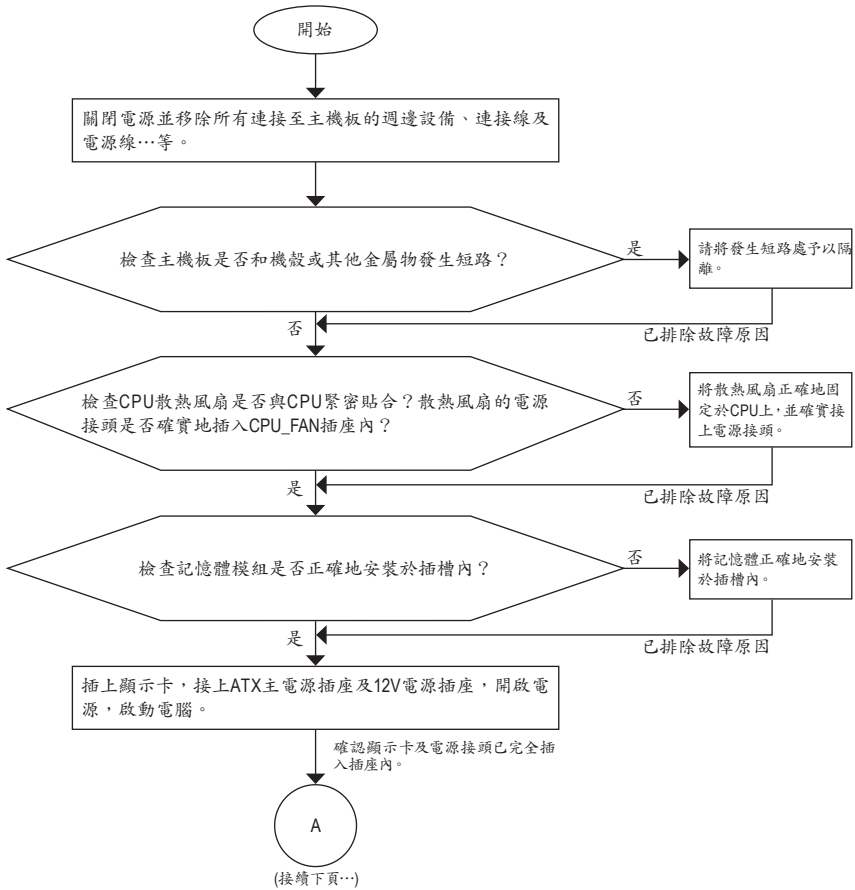 開始
關閉電源並移除所有連接至主機板的週邊設備、連接線及
電源線…等。
檢查主機板是否和機殼或其他金屬物發生短路？
是
請將發生短路處予以隔
離。
否
已排除故障原因
檢查CPU散熱風扇是否與CPU緊密貼合？散熱風扇的電源
接頭是否確實地插入CPU_FAN插座內？
否
將散熱風扇正確地固
定於CPU上，並確實接
上電源接頭。
是
已排除故障原因
檢查記憶體模組是否正確地安裝於插槽內？
否
將記憶體正確地安裝
於插槽內。
是
已排除故障原因
插上顯示卡，接上ATX主電源插座及12V電源插座，開啟電
源，啟動電腦。
確認顯示卡及電源接頭已完全插
入插座內。
A
(接續下頁…)